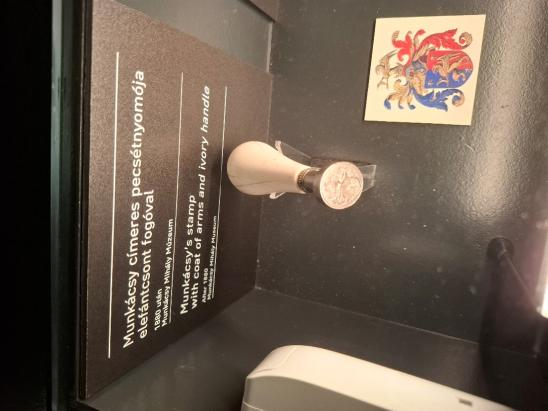 Munkácsy címeres pecsétnyomója
elefántcsont fogóval
1880 után
Munkácsy Mihály Múzeum
Munkácsy's stamp
with coat of arms and ivory handle
After 1880
Munkácsy Mihály Museum